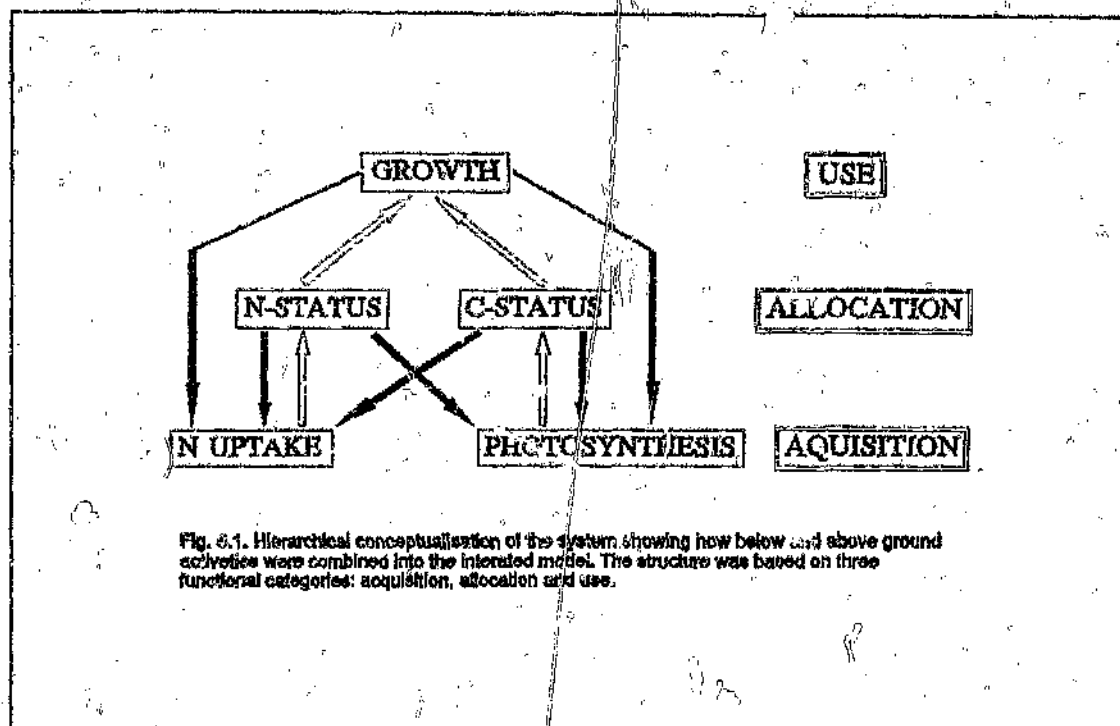 GROWTH
USE
N-STATUS
C-STATUS
ALLOCATION
N UPTAKE
PHOTOSYNTHESIS
AQUISITION
Fig. 6.1. Hierarchical conceptualisation of the system showing how below and above ground
activeties were combined into the interated model. The structure was based on three
functional categories: acquisition, allocation and use.